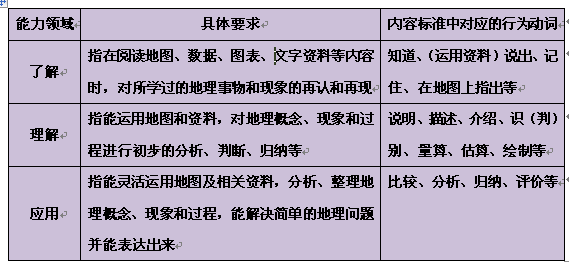 能力领域 具体要求 内容标准中对应的行为动词
了解 指在阅读地图、数据、图表、文字资料等内容 知道、（运用资料）说出、记
时，对所学过的地理事物和现象的再认和再现 住、在地图上指出等
理解 指能运用地图和资料，对地理概念、现象和过 说明、描述、介绍、识（判）
程进行初步的分析、判断、归纳等 别、量算、估算、绘制等
应用 指能灵活运用地图及相关资料，分析、整理地 比较、分析、归纳、评价等
理概念、现象和过程，能解决简单的地理问题
并能表达出来